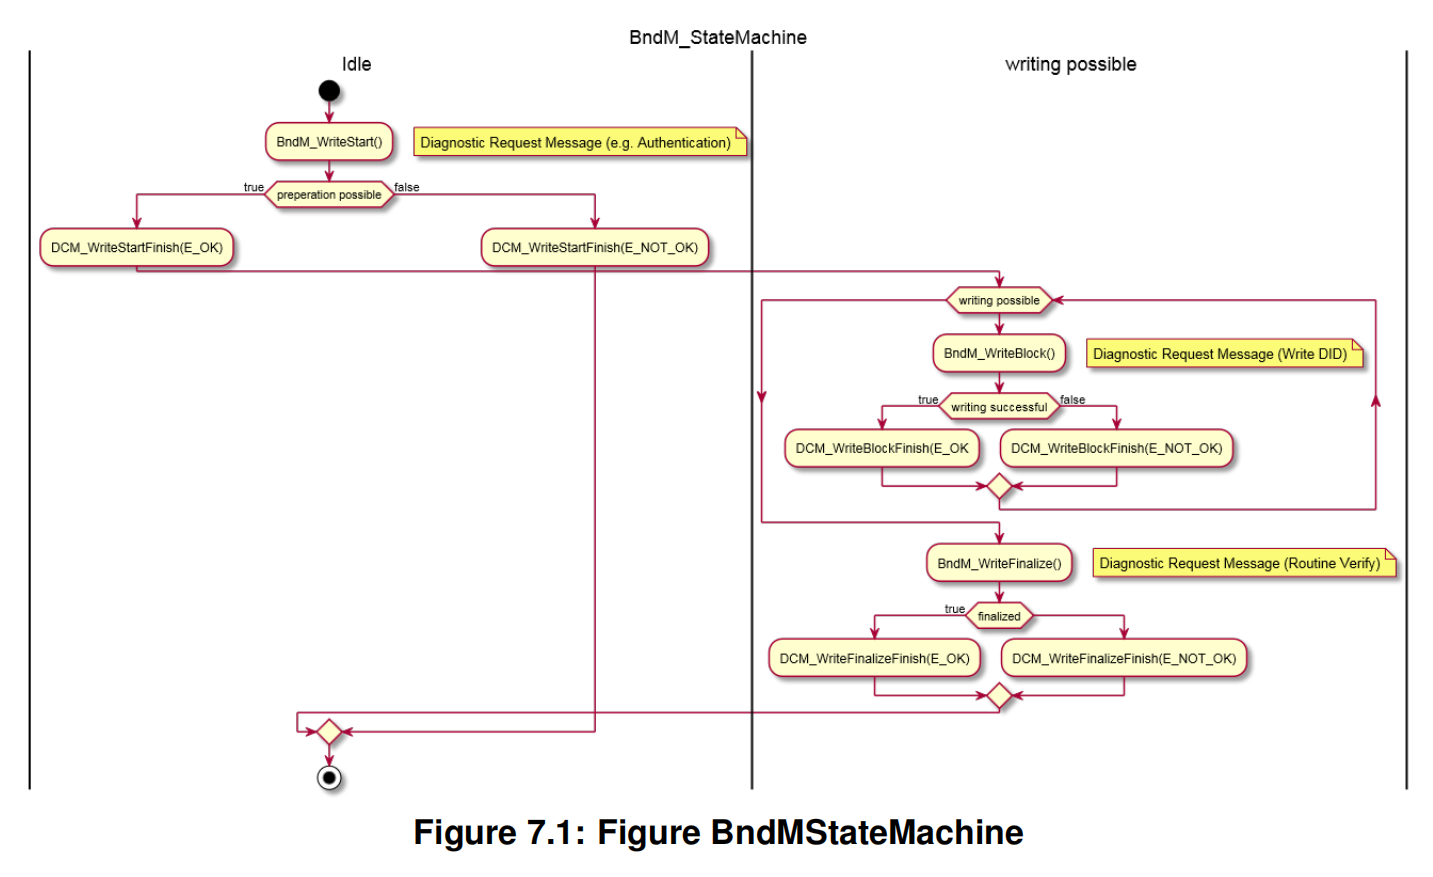 BndM_StateMachine
Idle
writing possible
BndM_WriteStart()
Diagnostic Request Message (e.g. Authentication)
true
preperation possible
false
DCM_WriteStartFinish(E_OK)
DCM_WriteStartFinish(E_NOT_OK)
writing possible
BndM_WriteBlock()
Diagnostic Request Message (Write DID)
true
writing successful
false
DCM_WriteBlockFinish(E_OK
DCM_WriteBlockFinish(E_NOT_OK)
BndM_WriteFinalize()
Diagnostic Request Message (Routine Verify)
true
finalized
DCM_WriteFinalizeFinish(E_OK)
DCM_WriteFinalizeFinish(E_NOT_OK)
Figure 7.1: Figure BndMStateMachine